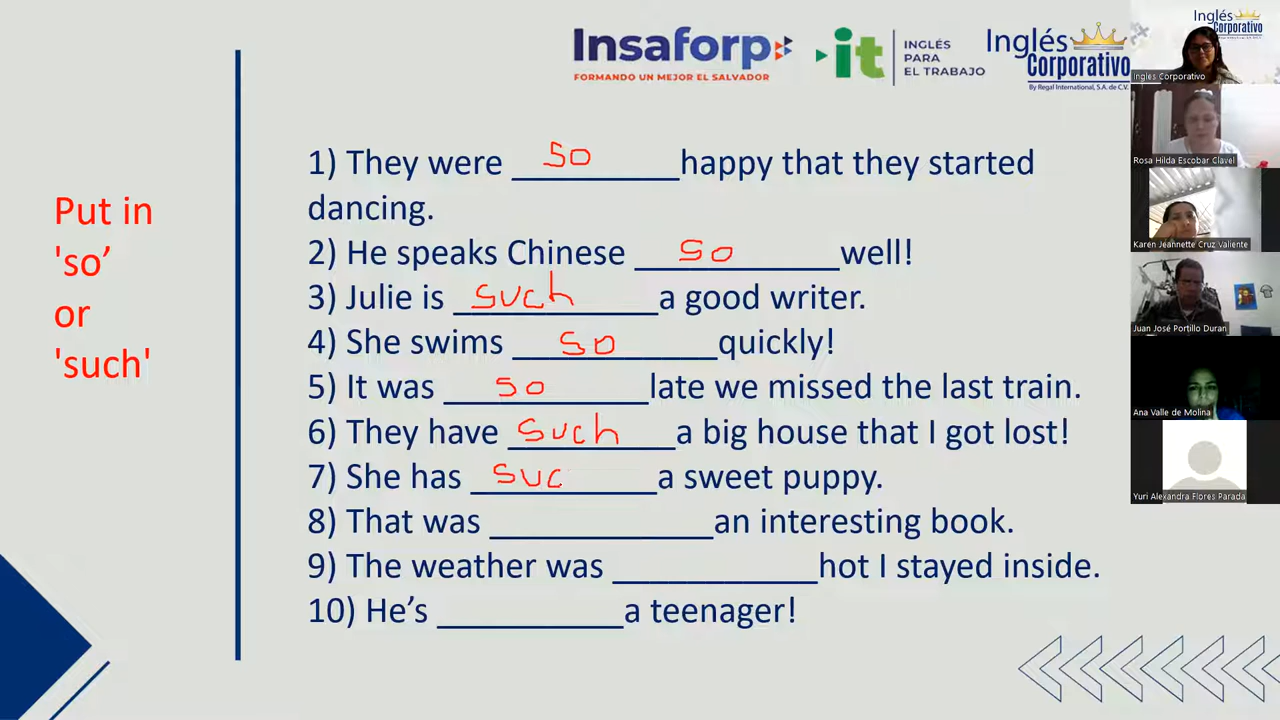 Insaforp
FORMANDO UN MEJOR EL SALVADOR
it
INGLÉS
PARA
EL TRABAJO
Inglés
Corporativo
By Regal International, S.A. de C.V.
Put in
'so’
or
'such'
1) They were so happy that they started
dancing.
2) He speaks Chinese so well!
3) Julie is such a good writer.
4) She swims so quickly!
5) It was so late we missed the last train.
6) They have such a big house that I got lost!
7) She has suc a sweet puppy.
8) That was ____________ an interesting book.
9) The weather was ___________ hot I stayed inside.
10) He’s __________ a teenager!
Inglés
Corporativo
Ingles Corporativo
Rosa Hilda Escobar Clavel
Karen Jeannette Cruz Valiente
Juan José Portillo Duran
Ana Valle de Molina
Yuri Alexandra Flores Parada